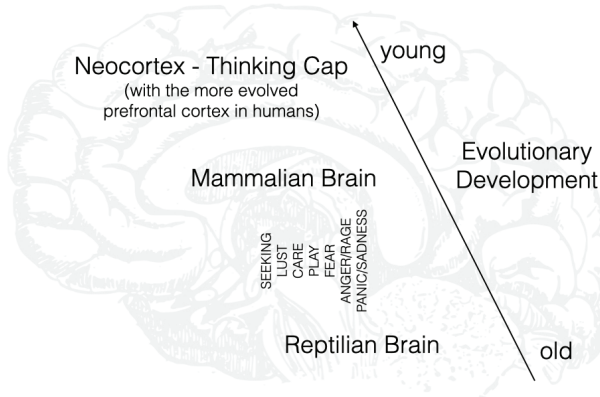 young
Neocortex - Thinking Cap
(with the more evolved
prefrontal cortex in humans)
Evolutionary
Development
Mammalian Brain
SEEKING
LUST
CARE
PLAY
FEAR
ANGER/RAGE
PANIC/SADNESS
Reptilian Brain
old